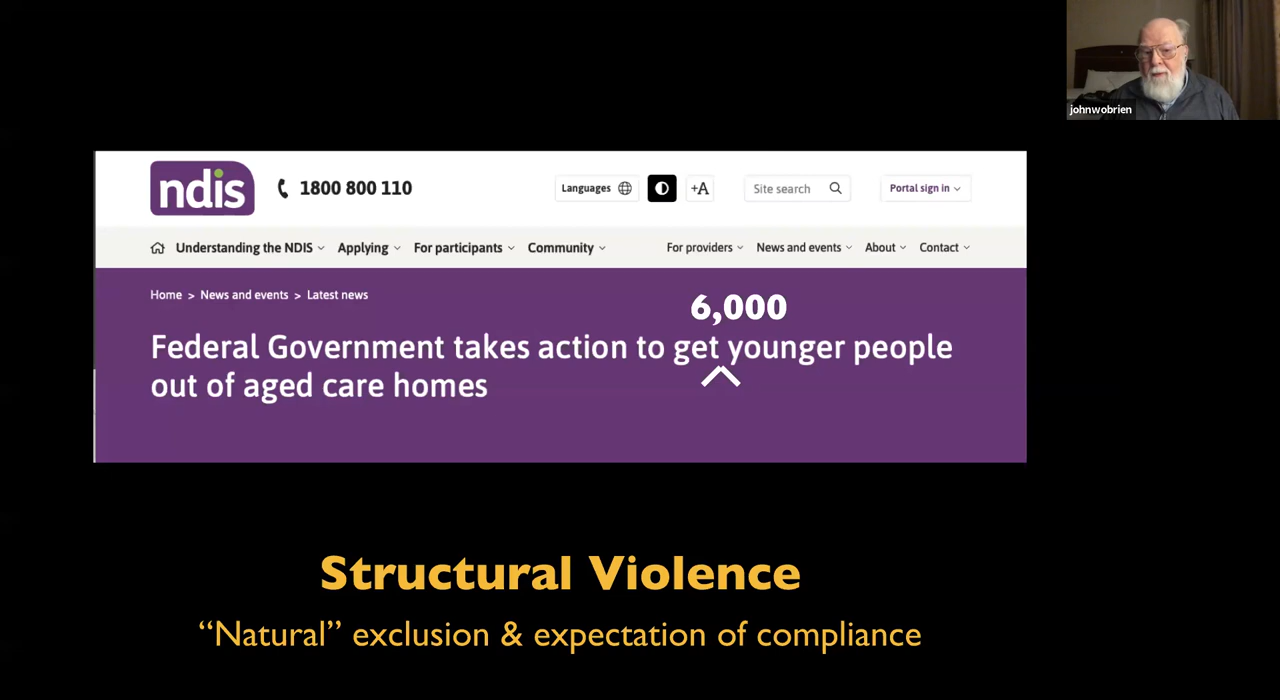 johnwobrien
ndis
1800 800 110
Languages
+A
Site search
Portal sign in
Understanding the NDIS
Applying
For participants
Community
For providers
News and events
About
Contact
Home > News and events > Latest news
6,000
Federal Government takes action to get younger people
out of aged care homes
Structural Violence
“Natural” exclusion & expectation of compliance